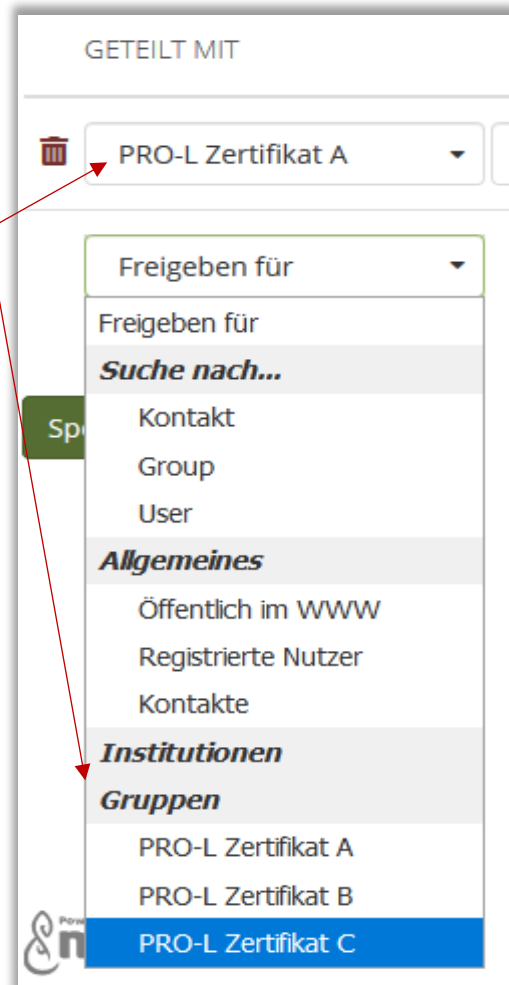 GETEILT MIT
PRO-L Zertifikat A
Freigeben für
Freigeben für
Suche nach...
Kontakt
Group
User
Allgemeines
Öffentlich im WWW
Registrierte Nutzer
Kontakte
Institutionen
Gruppen
PRO-L Zertifikat A
PRO-L Zertifikat B
PRO-L Zertifikat C